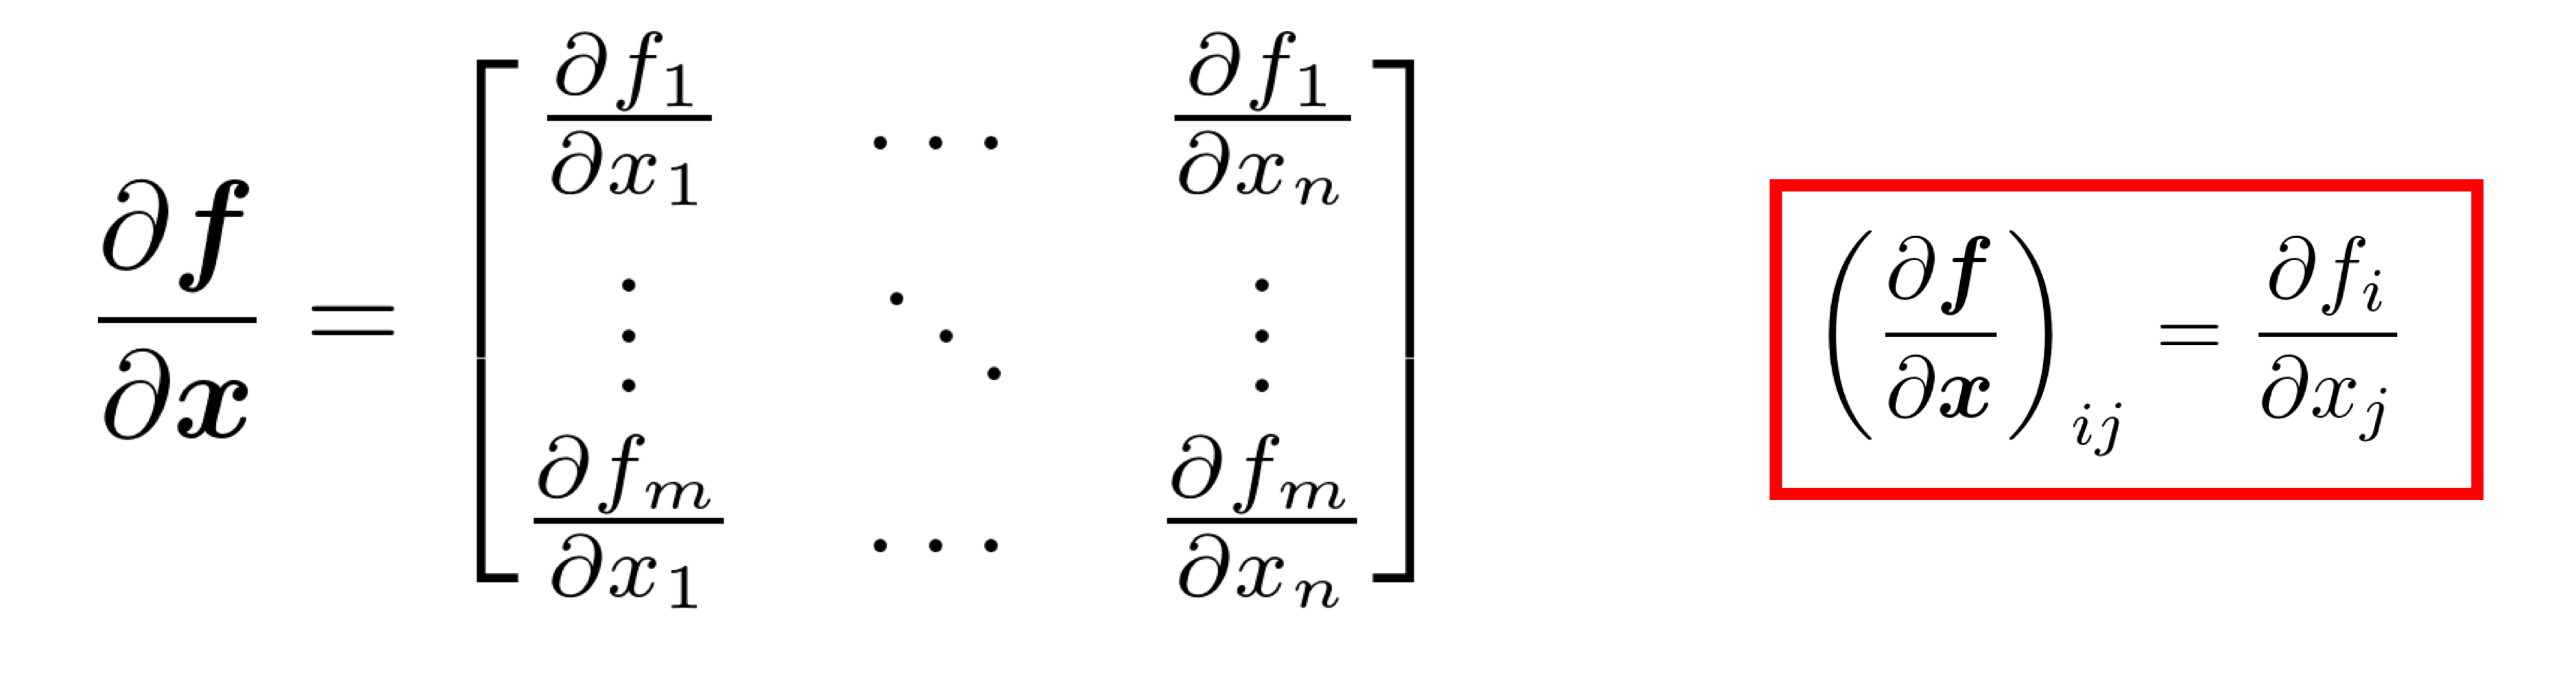 \frac{\partial \boldsymbol{f}}{\partial \boldsymbol{x}} = \begin{bmatrix} \frac{\partial f_1}{\partial x_1} & \cdots & \frac{\partial f_1}{\partial x_n} \\ \vdots & \ddots & \vdots \\ \frac{\partial f_m}{\partial x_1} & \cdots & \frac{\partial f_m}{\partial x_n} \end{bmatrix}
\left( \frac{\partial \boldsymbol{f}}{\partial \boldsymbol{x}} \right)_{ij} = \frac{\partial f_i}{\partial x_j}